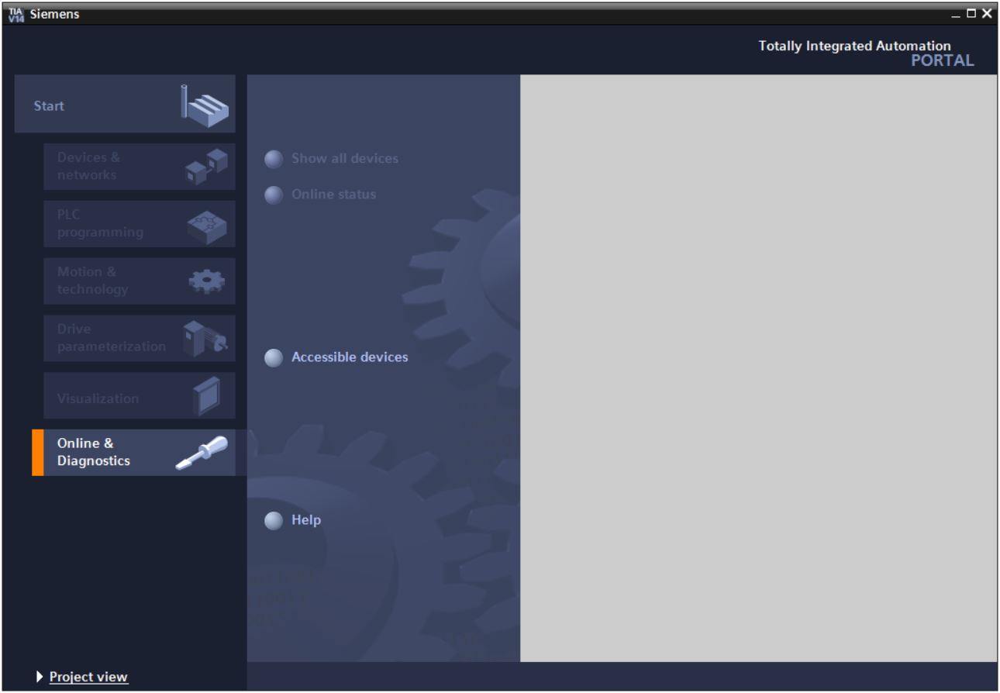 TIA
V14
Siemens
Totally Integrated Automation
PORTAL
Start
Devices &
networks
PLC
programming
Motion &
technology
Drive
parameterization
Visualization
Online &
Diagnostics
Show all devices
Online status
Accessible devices
Help
Project view